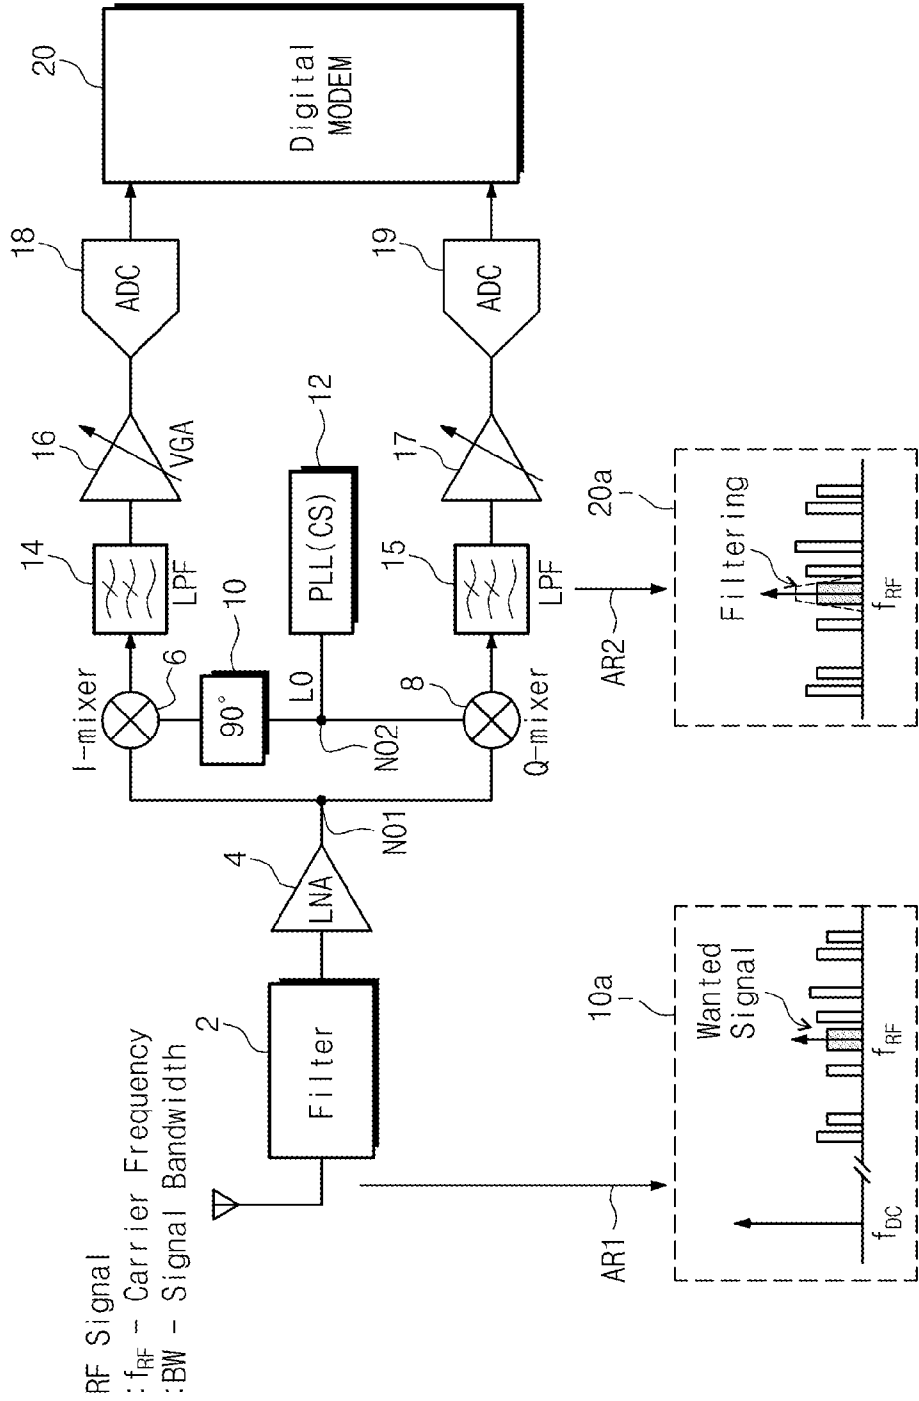 RF Signal
: fRF - Carrier Frequency
:BW - Signal Bandwidth
2
Filter
4
LNA
NO1
I-mixer
6
10
90°
LO
NO2
8
Q-mixer
12
PLL(CS)
14
LPF
15
LPF
16
VGA
17
18
ADC
19
ADC
20
Digital
MODEM
AR1
10a
Wanted
Signal
fDC
fRF
AR2
20a
Filtering
fRF